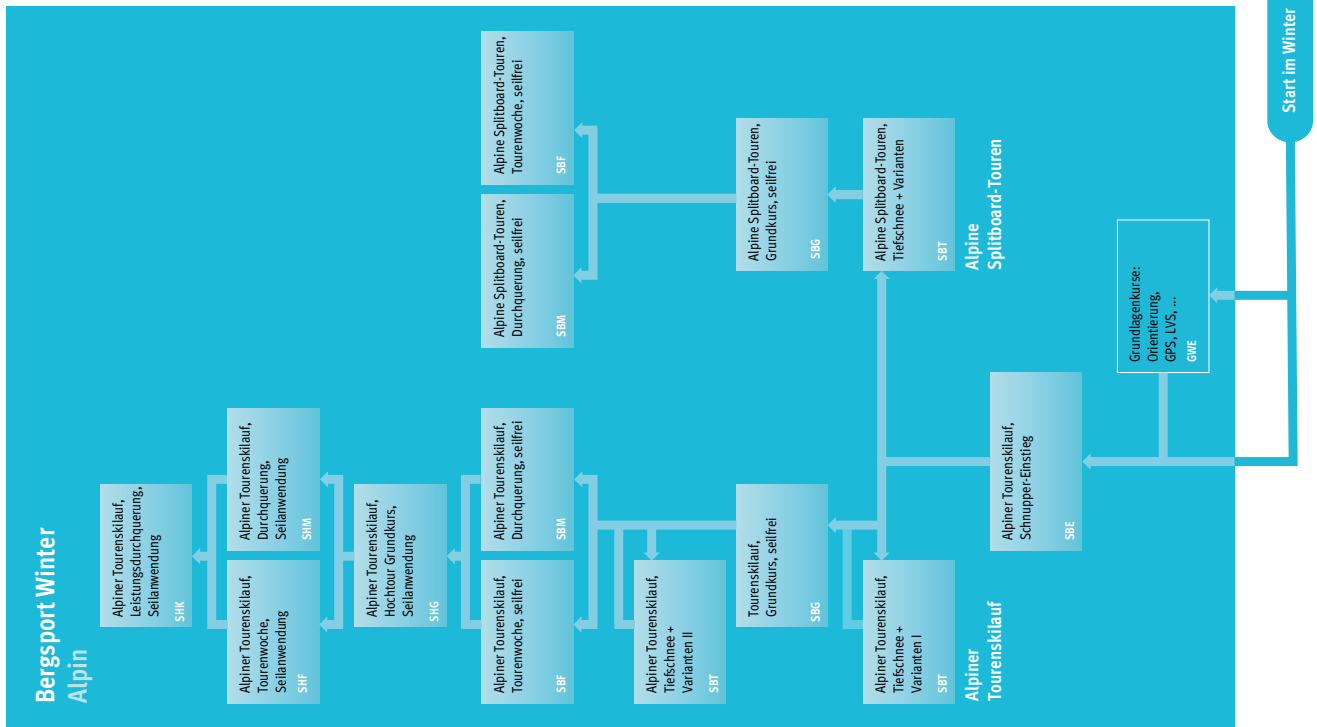 Bergsport Winter
Alpin
Alpiner Tourenskilauf,
Leistungsdurchquerung,
Seilanwendung
SHK
Alpiner Tourenskilauf,
Tourenwoche,
Seilanwendung
SHF
Alpiner Tourenskilauf,
Durchquerung,
Seilanwendung
SHM
Alpiner Tourenskilauf,
Hochtour Grundkurs,
Seilanwendung
SHG
Alpiner Tourenskilauf,
Tourenwoche, seilfrei
SBF
Alpiner Tourenskilauf,
Durchquerung, seilfrei
SBM
Alpine Splitboard-Touren,
Durchquerung, seilfrei
SBM
Alpine Splitboard-Touren,
Tourenwoche, seilfrei
SBF
Alpiner Tourenskilauf,
Tiefschnee +
Varianten II
SBT
Tourenskilauf,
Grundkurs, seilfrei
SBG
Alpine Splitboard-Touren,
Grundkurs, seilfrei
SBG
Alpiner Tourenskilauf,
Tiefschnee +
Varianten I
SBT
Alpine Splitboard-Touren,
Tiefschnee + Varianten
SBT
Alpiner
Tourenskilauf
Alpine
Splitboard-Touren
Alpiner Tourenskilauf,
Schnupper-Einstieg
SBE
Grundlagenkurse:
Orientierung,
GPS, LVS, ...
GWE
Start im Winter